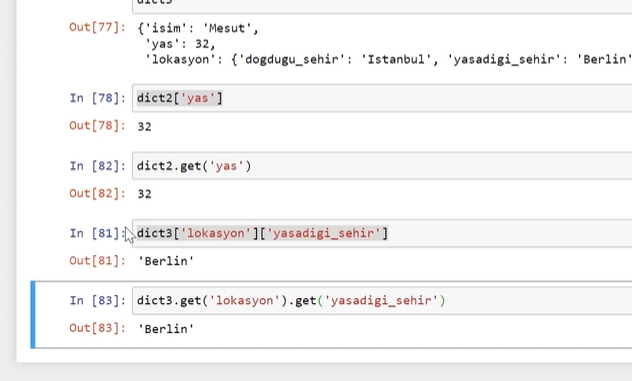 dict3
Out[77]: {'isim': 'Mesut',
'yas': 32,
'lokasyon': {'dogdugu_sehir': 'Istanbul', 'yasadigi_sehir': 'Berlin'
In [78]: dict2['yas']
Out[78]: 32
In [82]: dict2.get('yas')
Out[82]: 32
In [81]: dict3['lokasyon']['yasadigi_sehir']
Out[81]: 'Berlin'
In [83]: dict3.get('lokasyon').get('yasadigi_sehir')
Out[83]: 'Berlin'